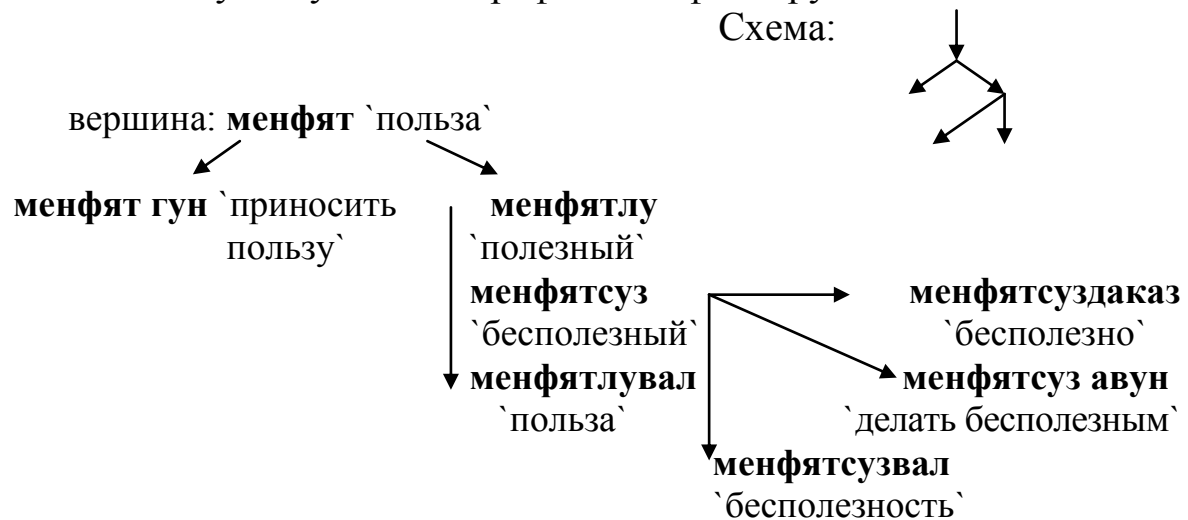 Схема:
вершина: менфят `польза`
менфят гун `приносить
пользу`
менфятлу
`полезный`
менфятсуз
`бесполезный`
менфятлувал
`польза`
менфятсуздаказ
`бесполезно`
менфятсуз авун
`делать бесполезным`
менфятсузвал
`бесполезность`